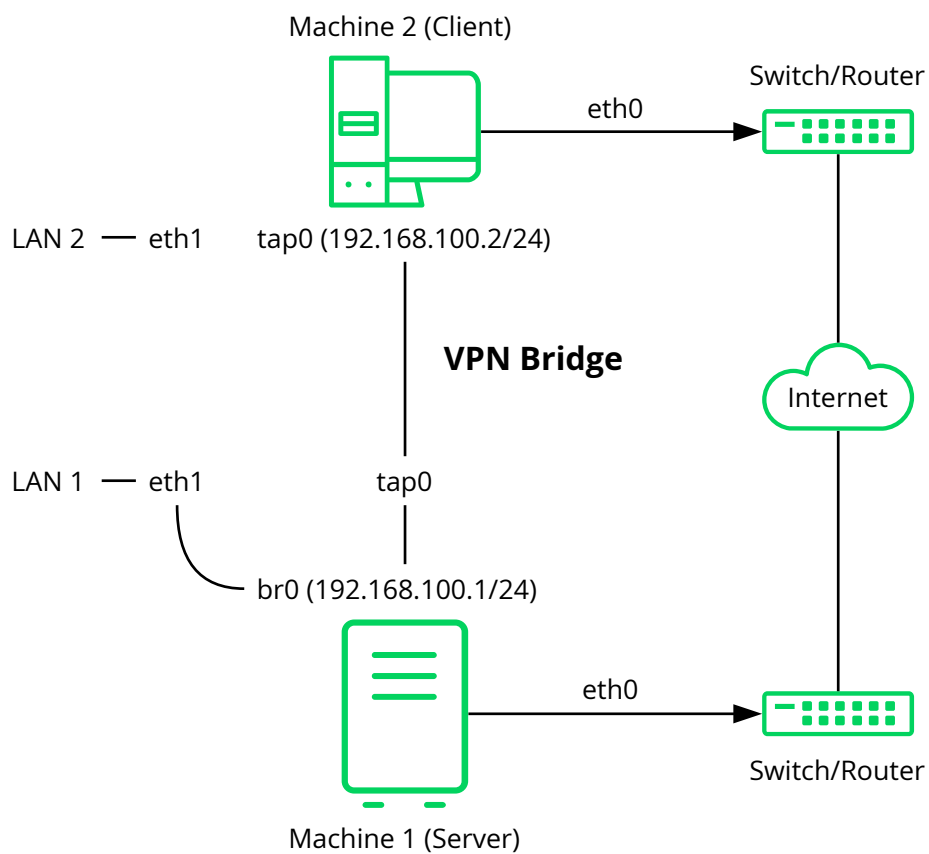 Machine 2 (Client)
Switch/Router
eth0
LAN 2
eth1
tap0 (192.168.100.2/24)
VPN Bridge
Internet
LAN 1
eth1
tap0
br0 (192.168.100.1/24)
eth0
Switch/Router
Machine 1 (Server)